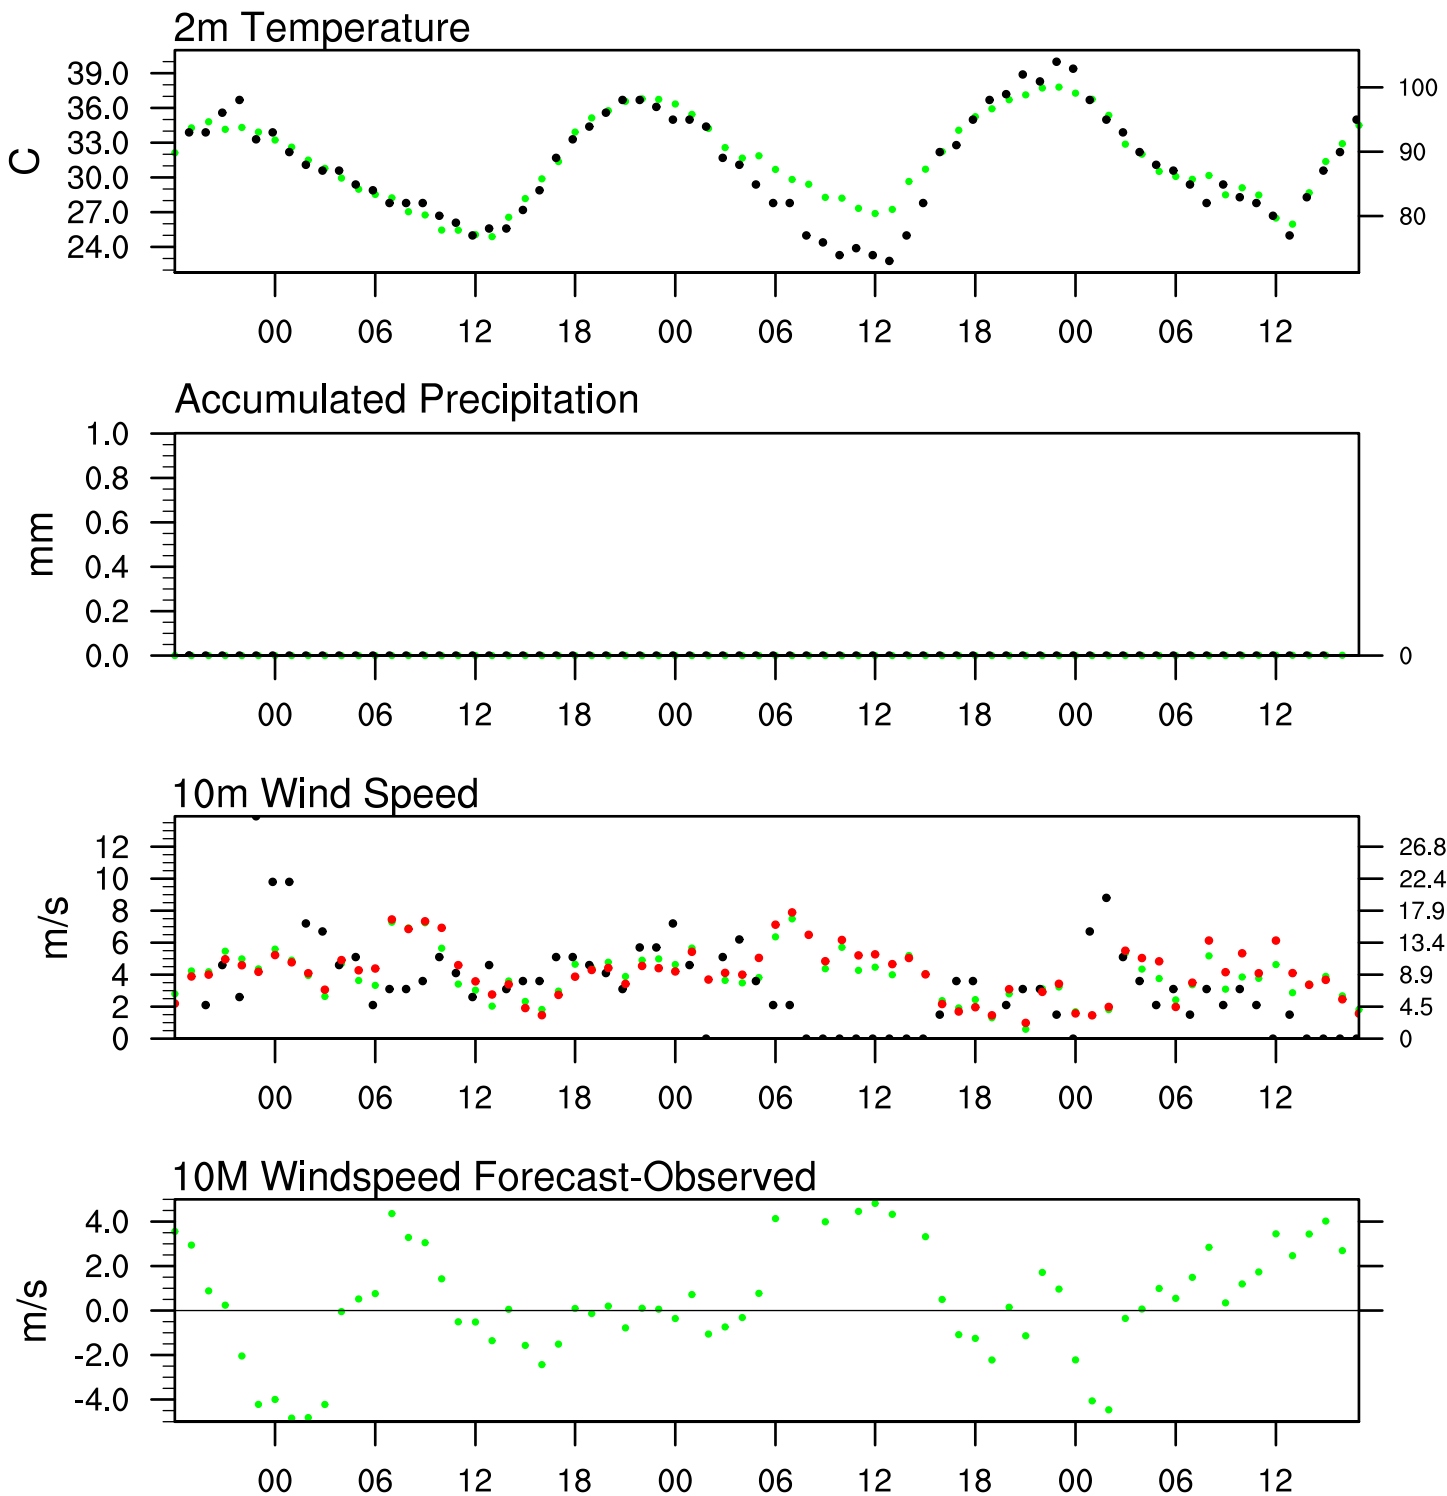 2m Temperature
39.0
36.0
33.0
30.0
27.0
24.0
C
100
90
80
00 06 12 18 00 06 12 18 00 06 12
Accumulated Precipitation
1.0
0.8
0.6
0.4
0.2
0.0
mm
0
00 06 12 18 00 06 12 18 00 06 12
10m Wind Speed
12
10
8
6
4
2
0
m/s
26.8
22.4
17.9
13.4
8.9
4.5
0
00 06 12 18 00 06 12 18 00 06 12
10M Windspeed Forecast-Observed
4.0
2.0
0.0
-2.0
-4.0
m/s
00 06 12 18 00 06 12 18 00 06 12